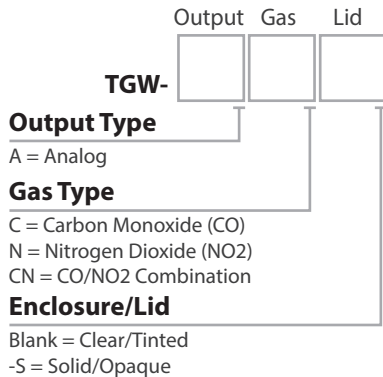 Output Gas Lid
TGW-
Output Type
A = Analog
Gas Type
C = Carbon Monoxide (CO)
N = Nitrogen Dioxide (NO2)
CN = CO/NO2 Combination
Enclosure/Lid
Blank = Clear/Tinted
-S = Solid/Opaque